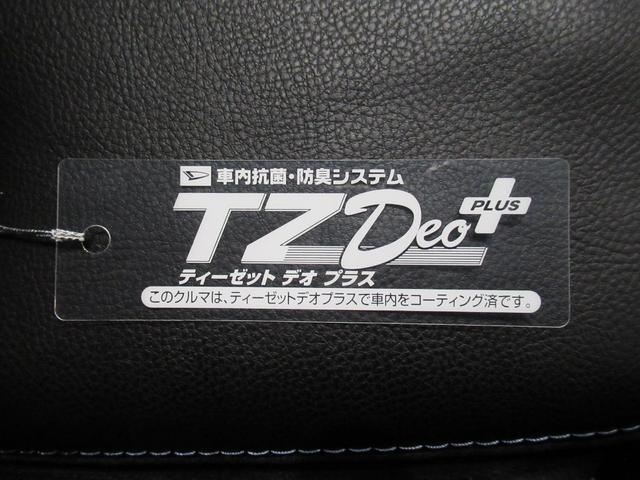 車内抗菌・防臭システム
TZ Deo PLUS
ティーゼット デオ プラス
このクルマは、ティーゼットデオプラスで車内をコーティング済です。